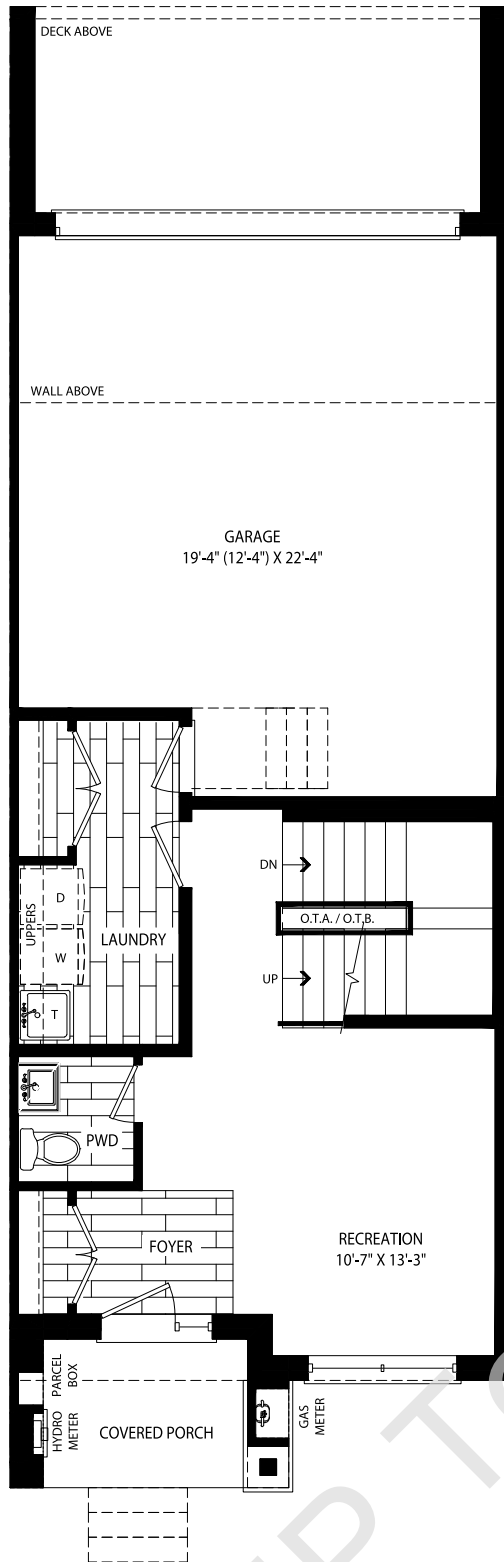 DECK ABOVE
WALL ABOVE
GARAGE
19'-4" (12'-4") X 22'-4"
DN
O.T.A. / O.T.B.
UP
UPPERS
D
W
T
LAUNDRY
PWD
FOYER
RECREATION
10'-7" X 13'-3"
PARCEL
BOX
HYDRO
METER
COVERED PORCH
GAS
METER